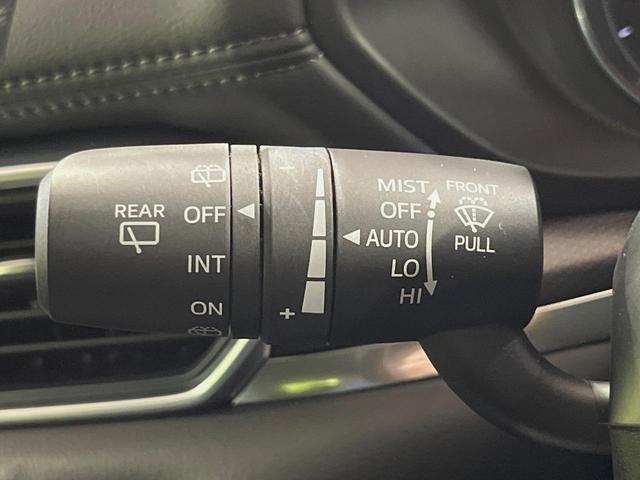 REAR
OFF
INT
ON
−
+
MIST
OFF
AUTO
LO
HI
FRONT
PULL